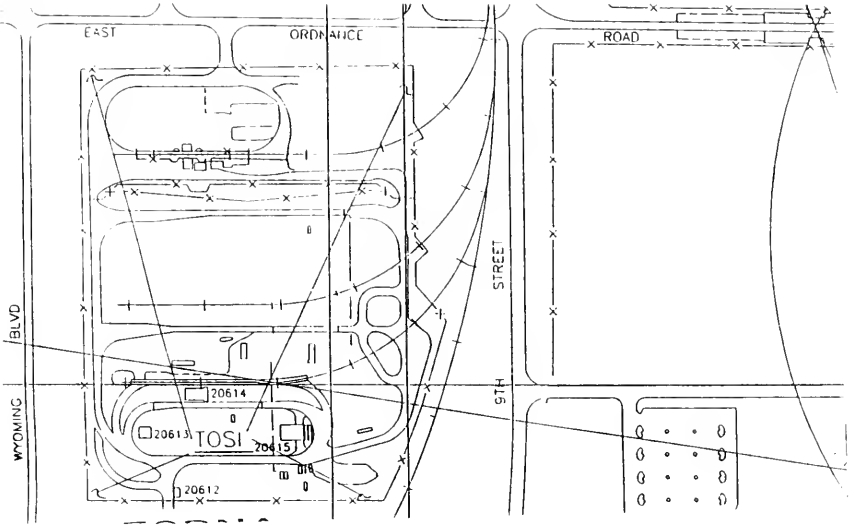 EAST ORDNANCE ROAD
WYOMING BLVD
9TH STREET
20614
20613
TOSI
20615
20612